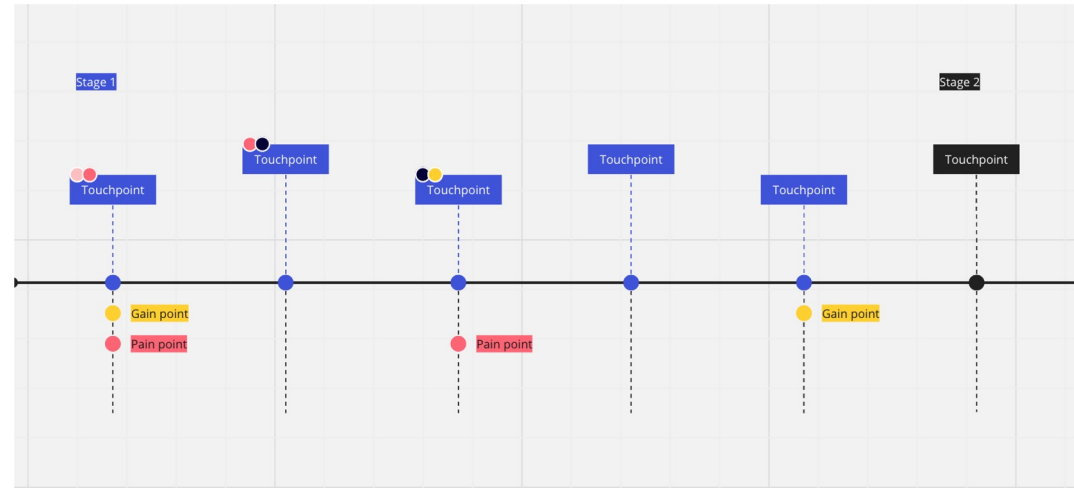 Stage 1
Stage 2
Touchpoint
Touchpoint
Touchpoint
Touchpoint
Touchpoint
Touchpoint
Gain point
Gain point
Pain point
Pain point